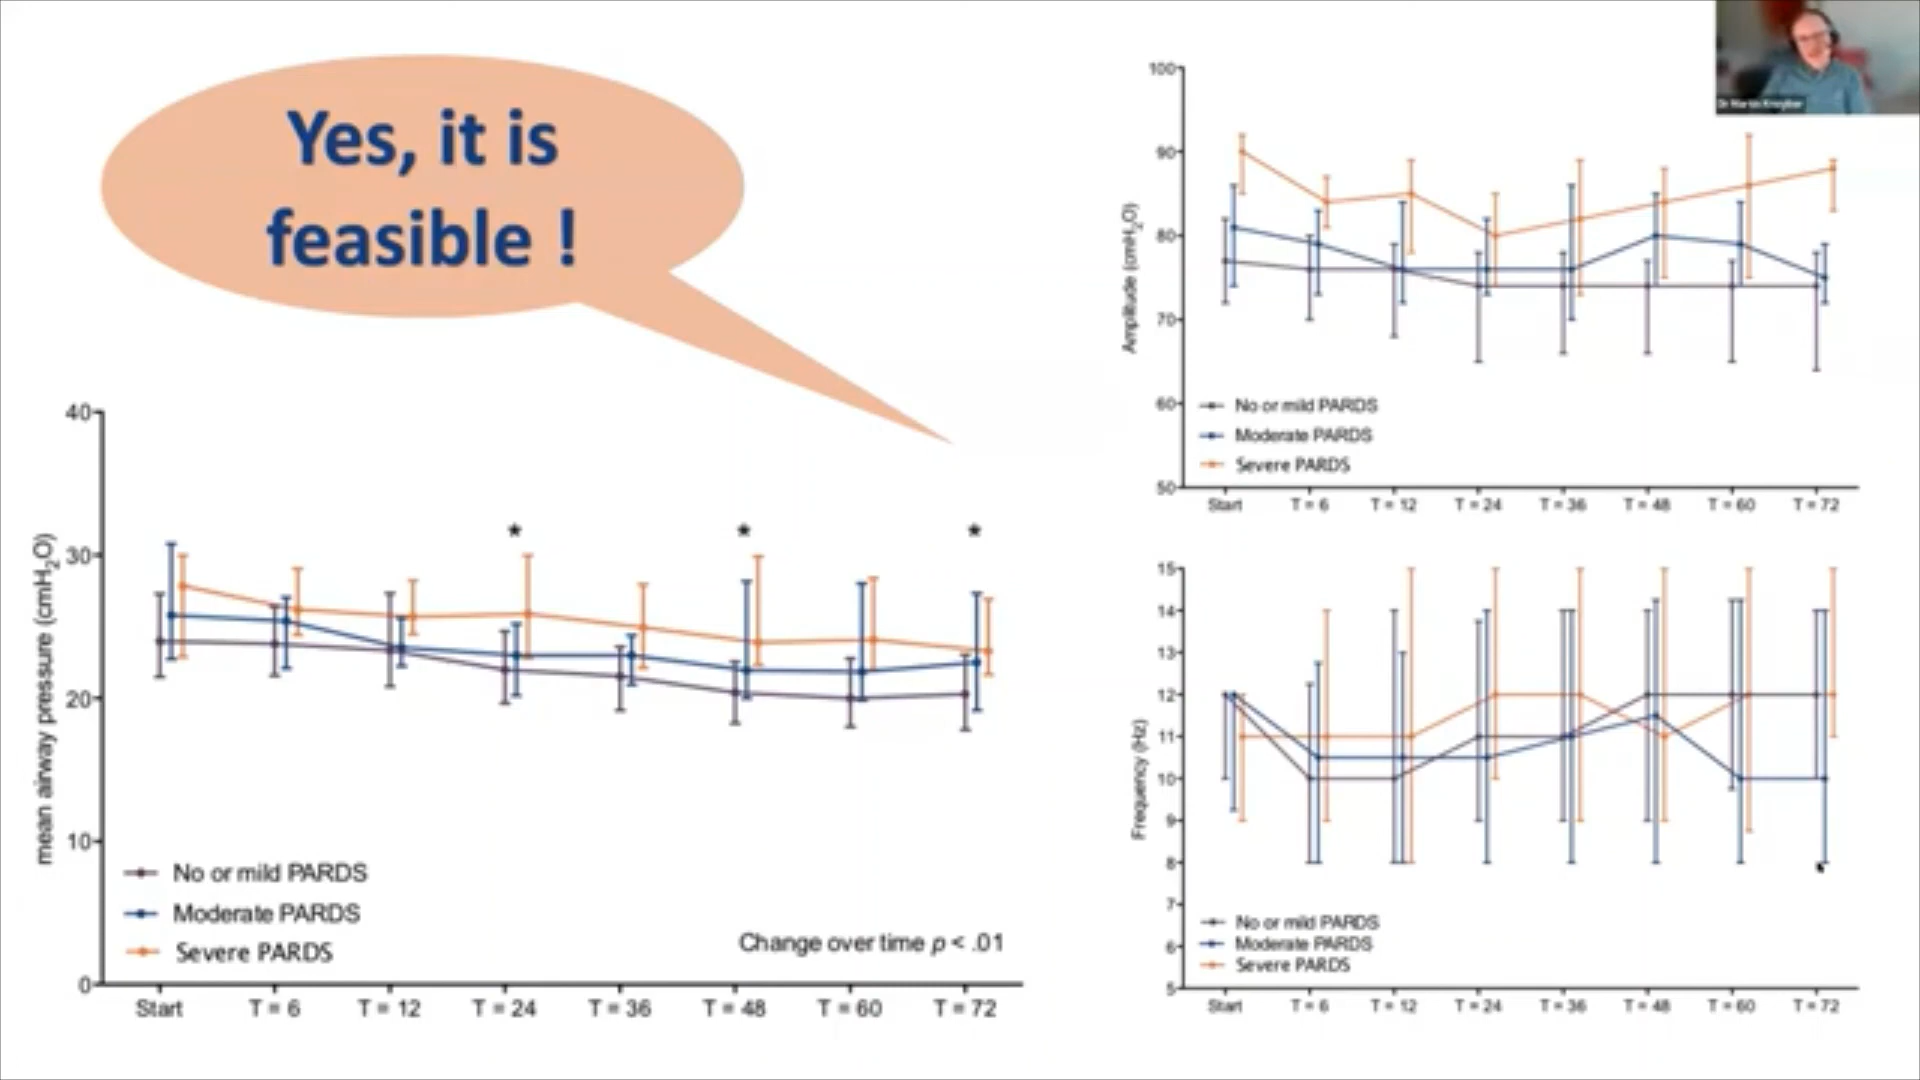 Yes, it is
feasible !
40
30
20
10
0
mean airway pressure (cmH2O)
*
*
*
No or mild PARDS
Moderate PARDS
Severe PARDS
Change over time p < .01
Start T = 6 T = 12 T = 24 T = 36 T = 48 T = 60 T = 72
100
90
80
70
60
50
Amplitude (cmH2O)
No or mild PARDS
Moderate PARDS
Severe PARDS
Start T = 6 T = 12 T = 24 T = 36 T = 48 T = 60 T = 72
15
14
13
12
11
10
9
8
7
6
5
Frequency (Hz)
No or mild PARDS
Moderate PARDS
Severe PARDS
Start T = 6 T = 12 T = 24 T = 36 T = 48 T = 60 T = 72